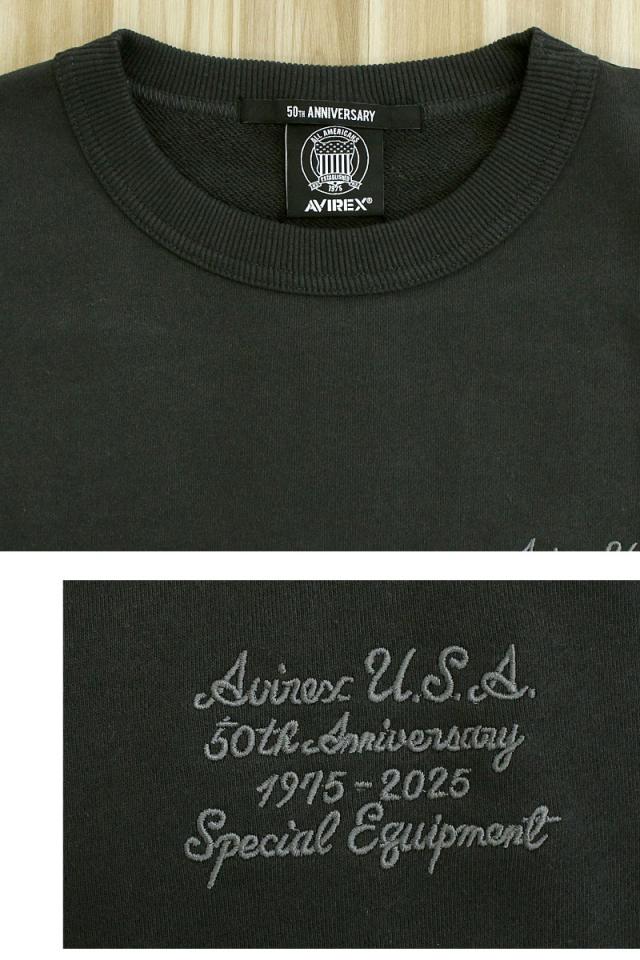 50TH ANNIVERSARY
ALL AMERICANS
ESTABLISHED
1975
AVIREX®
Avirex U.S.A.
50th Anniversary
1975-2025
Special Equipment